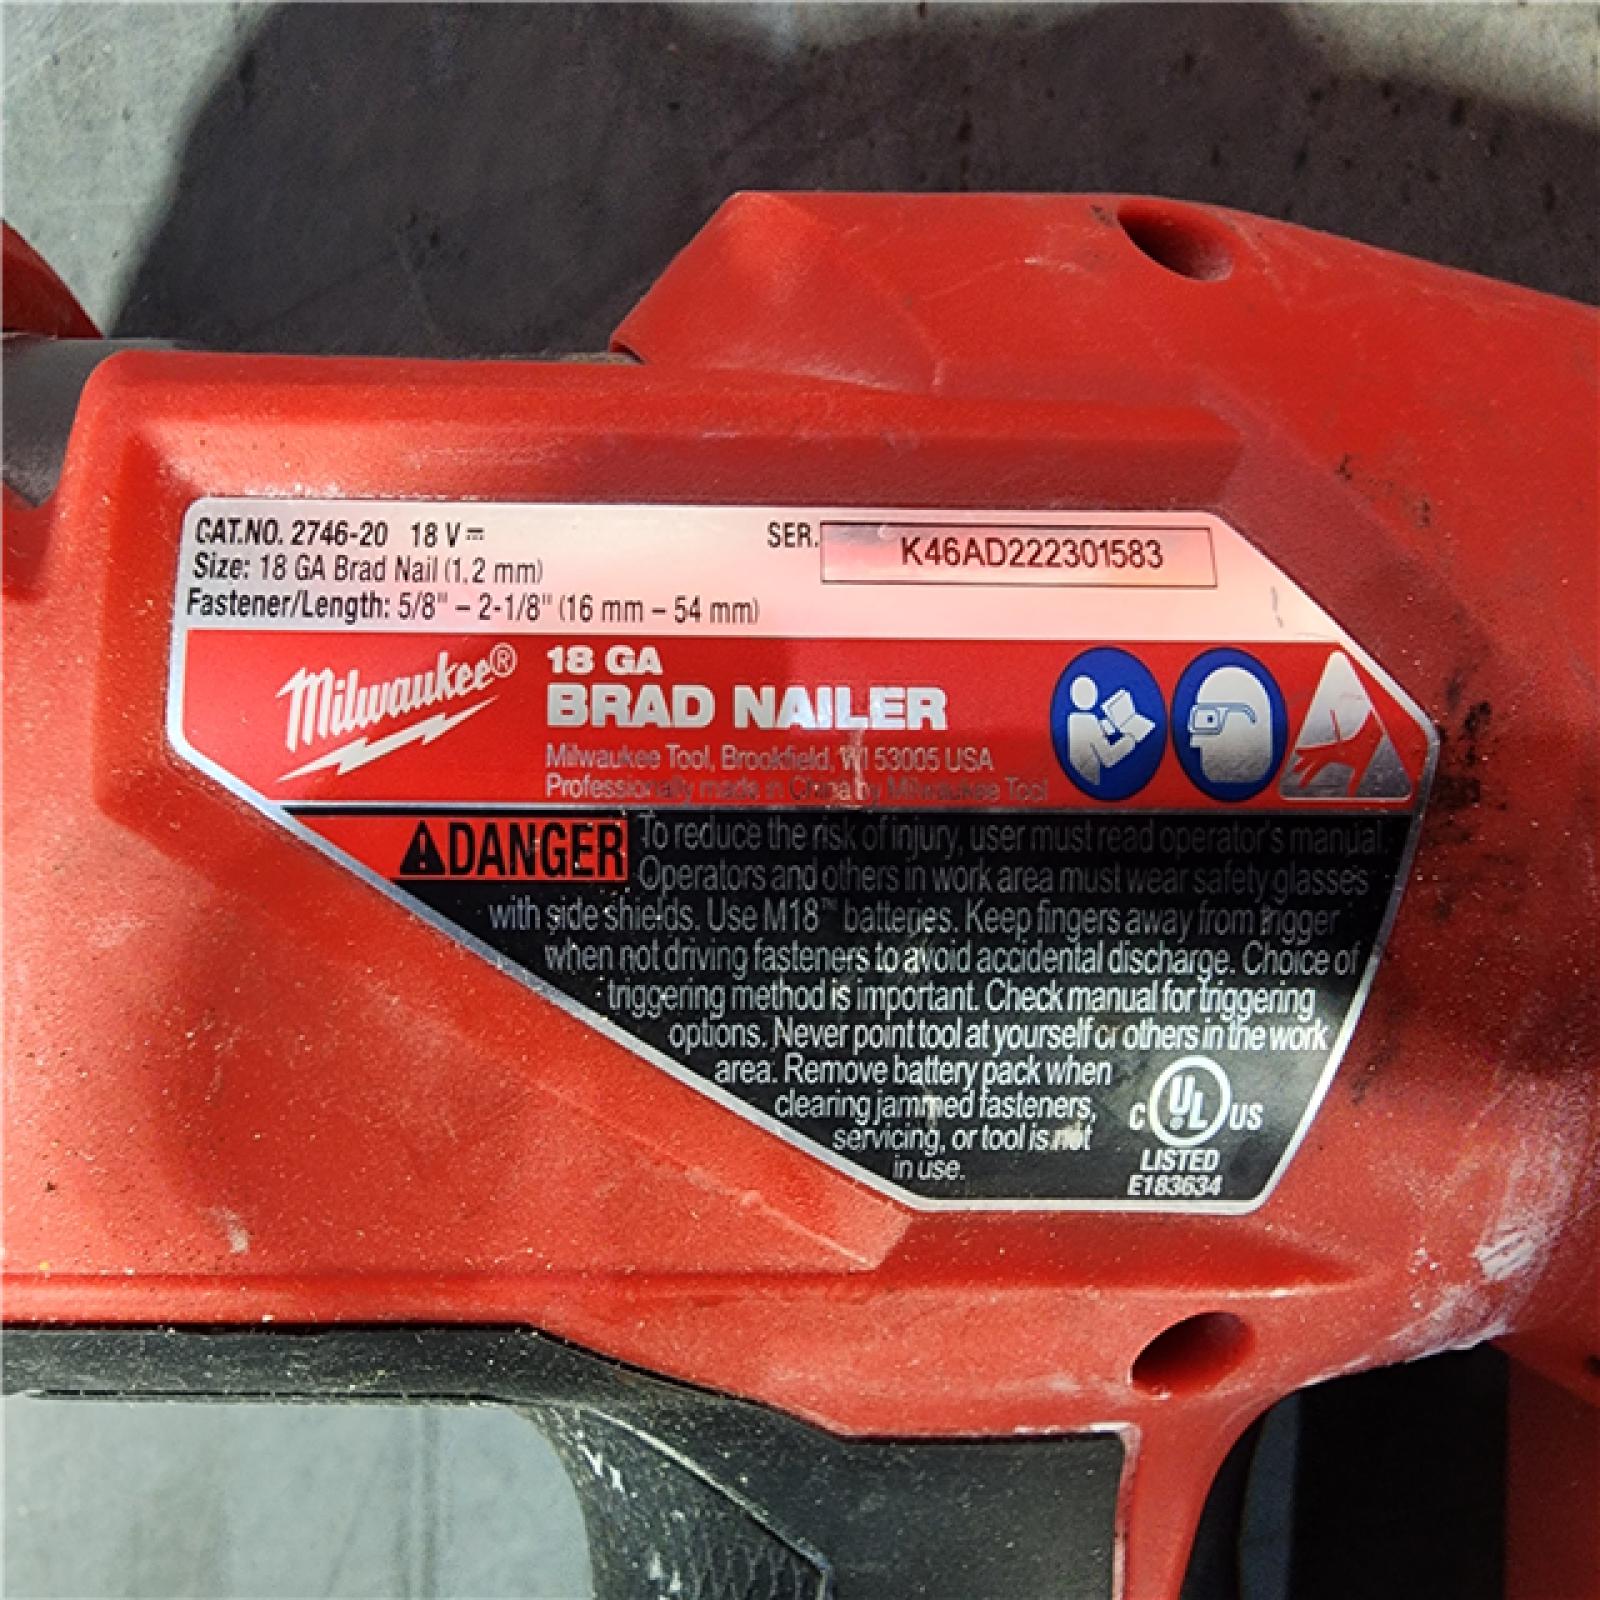 CAT.NO. 2746-20 18 V⎓ SER. K46AD222301583
Size: 18 GA Brad Nail (1,2 mm)
Fastener/Length: 5/8" – 2-1/8" (16 mm – 54 mm)
Milwaukee®
18 GA
BRAD NAILER
Milwaukee Tool, Brookfield, WI 53005 USA
Professionally made in China by Milwaukee Tool
⚠DANGER
To reduce the risk of injury, user must read operator's manual.
Operators and others in work area must wear safety glasses
with side shields. Use M18™ batteries. Keep fingers away from trigger
when not driving fasteners to avoid accidental discharge. Choice of
triggering method is important. Check manual for triggering
options. Never point tool at yourself or others in the work
area. Remove battery pack when
clearing jammed fasteners,
servicing, or tool is not
in use.
C UL US
LISTED
E183634